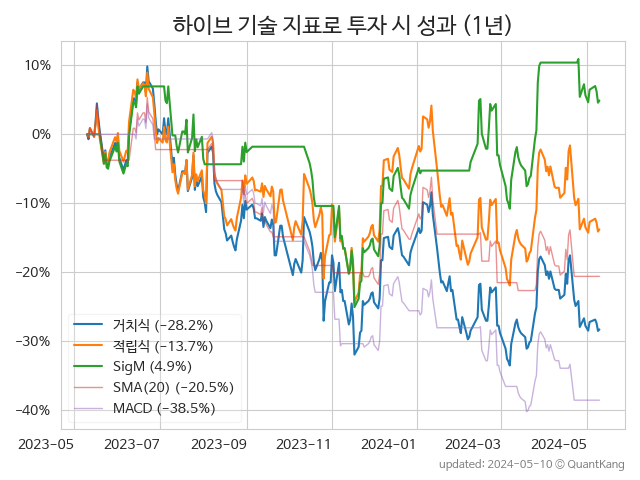 하이브 기술 지표로 투자 시 성과 (1년)
10%
0%
−10%
−20%
−30%
−40%
거치식 (−28.2%)
적립식 (−13.7%)
SigM (4.9%)
SMA(20) (−20.5%)
MACD (−38.5%)
2023−05 2023−07 2023−09 2023−11 2024−01 2024−03 2024−05
updated: 2024−05−10 © QuantKang